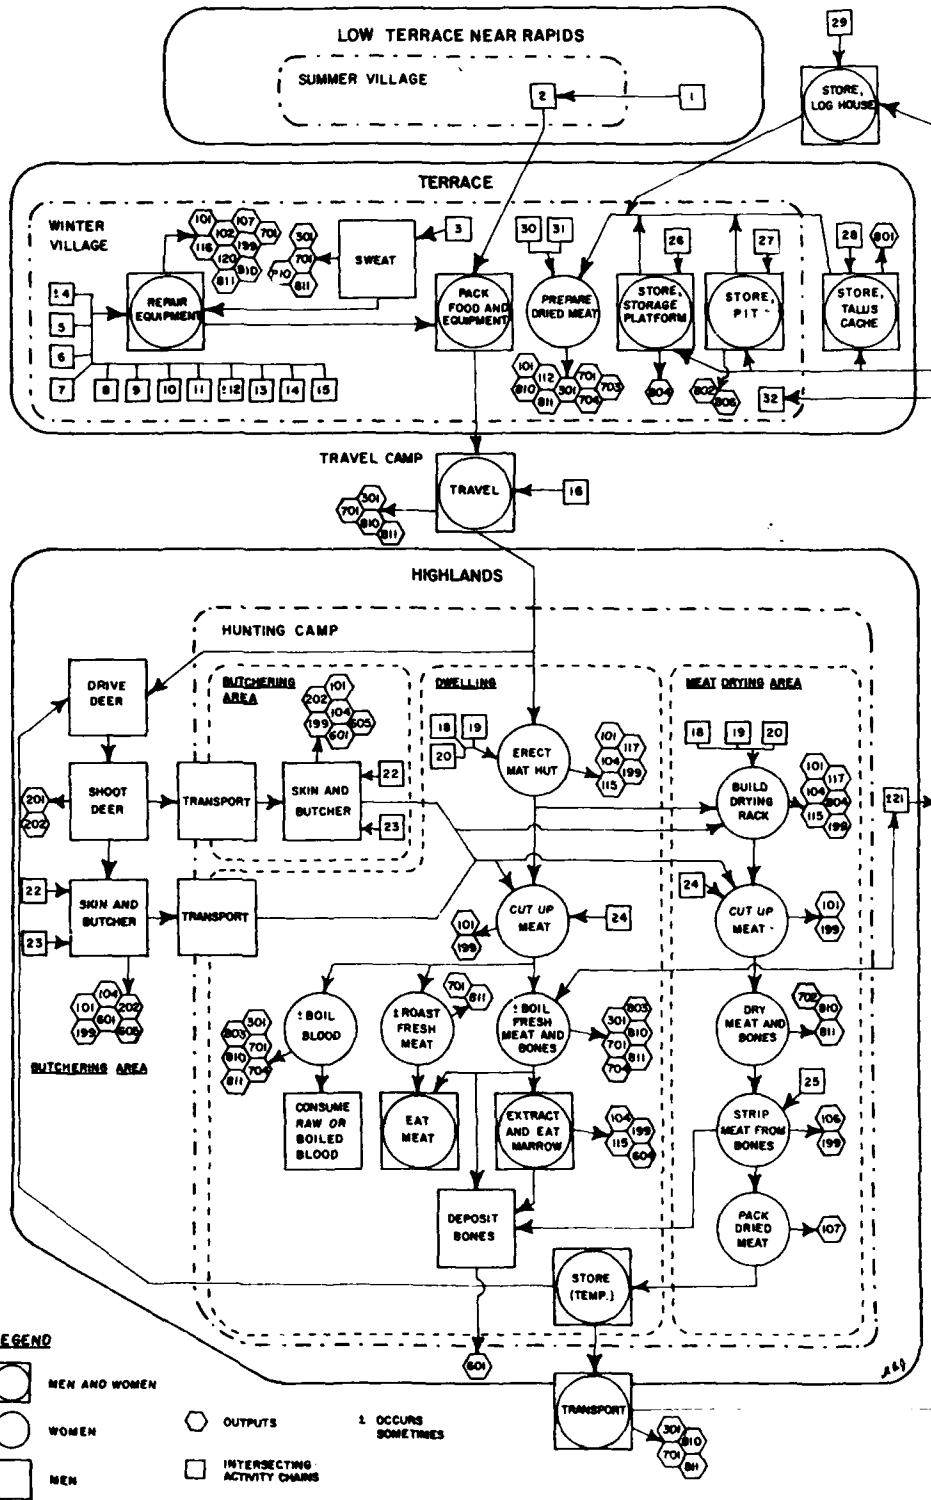 29
LOW TERRACE NEAR RAPIDS
SUMMER VILLAGE
2
1
STORE,
LOG HOUSE
TERRACE
WINTER
VILLAGE
101
107
102
701
116
199
120
810
811
301
701
710
811
SWEAT
3
30
31
26
27
28
801
±4
5
6
7
REPAIR
EQUIPMENT
PACK
FOOD AND
EQUIPMENT
PREPARE
DRIED MEAT
STORE,
STORAGE
PLATFORM
STORE,
PIT
STORE,
TALUS
CACHE
8
9
10
11
±12
13
14
15
101
112
701
703
810
301
811
704
804
802
806
32
TRAVEL CAMP
TRAVEL
16
301
701
810
811
HIGHLANDS
HUNTING CAMP
DRIVE
DEER
BUTCHERING
AREA
101
202
104
605
199
601
DWELLING
18
19
20
ERECT
MAT HUT
101
117
104
199
115
MEAT DRYING AREA
18
19
20
BUILD
DRYING
RACK
101
117
104
804
115
199
201
202
SHOOT
DEER
TRANSPORT
SKIN AND
BUTCHER
22
23
±21
22
23
SKIN AND
BUTCHER
TRANSPORT
CUT UP
MEAT
24
101
199
24
CUT UP
MEAT
101
199
104
101
202
601
199
605
BUTCHERING AREA
± BOIL
BLOOD
301
803
701
810
704
811
± ROAST
FRESH
MEAT
701
811
± BOIL
FRESH
MEAT AND
BONES
803
301
810
701
811
704
DRY
MEAT AND
BONES
702
810
811
CONSUME
RAW OR
BOILED
BLOOD
EAT
MEAT
EXTRACT
AND EAT
MARROW
104
199
115
604
25
STRIP
MEAT FROM
BONES
106
199
DEPOSIT
BONES
PACK
DRIED
MEAT
107
STORE
(TEMP.)
601
TRANSPORT
301
810
701
811
EGEND
MEN AND WOMEN
WOMEN
MEN
OUTPUTS
INTERSECTING
ACTIVITY CHAINS
± OCCURS
SOMETIMES